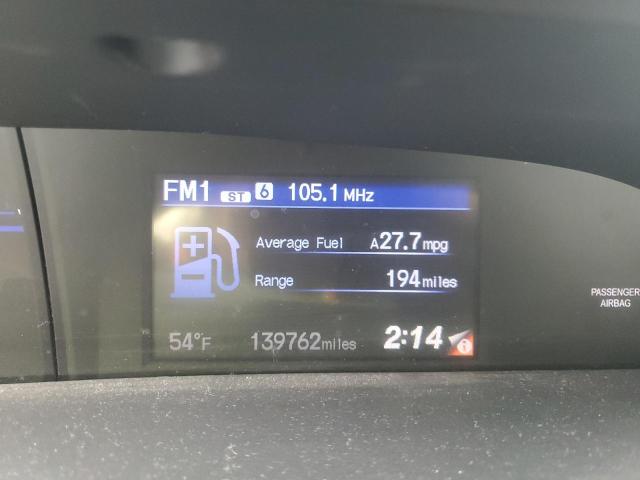 FM1 ST 6 105.1 MHz
Average Fuel A27.7mpg
Range 194miles
PASSENGER
AIRBAG
54°F 139762miles 2:14 i